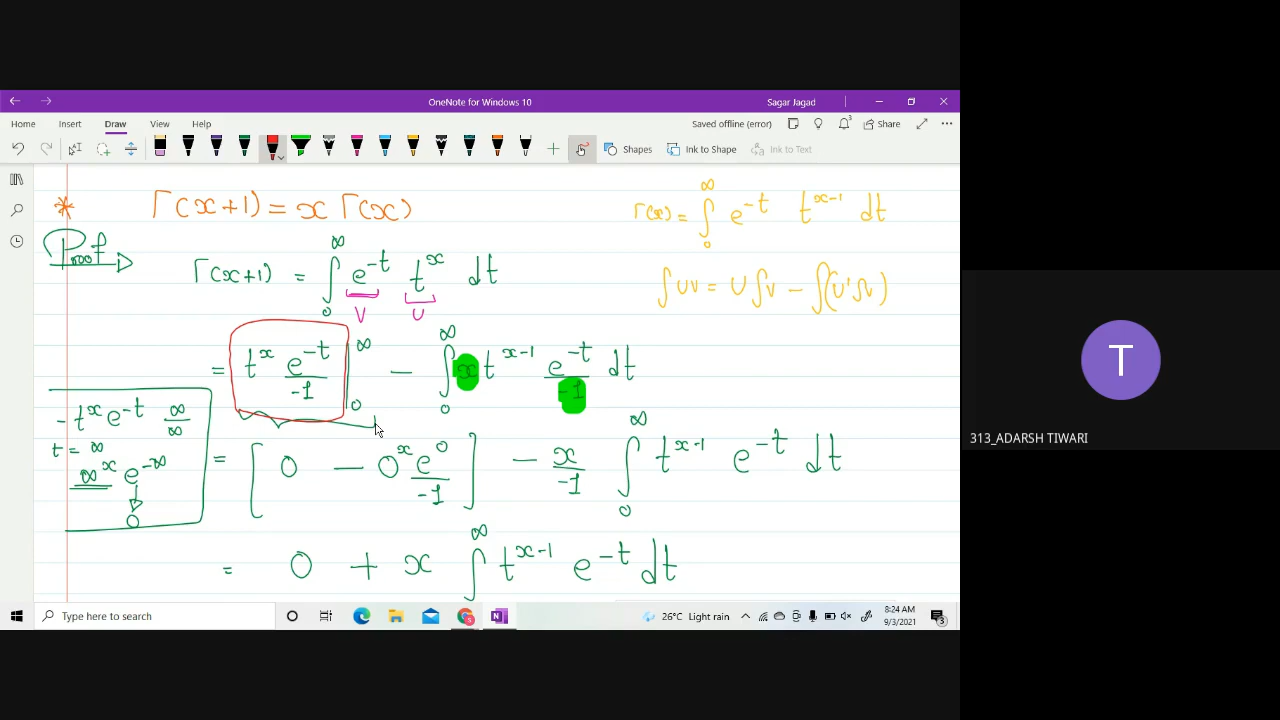 OneNote for Windows 10
Sagar Jagad
Home Insert Draw View Help
Saved offline (error)
Share
Shapes
Ink to Shape
Ink to Text
* Γ(x+1) = x Γ(x)
Γ(x) = ∫₀^∞ e^-t t^x-1 dt
Proof
Γ(x+1) = ∫₀^∞ e^-t t^x dt
V U
∫UV = U∫V - ∫(U'∫V)
= t^x e^-t/-1 |₀^∞ - ∫₀^∞ x t^x-1 e^-t/-1 dt
- t^x e^-t ∞/∞
t = ∞
∞^x e^-∞
0
= [0 - 0^x e^0/-1] - x/-1 ∫₀^∞ t^x-1 e^-t dt
= 0 + x ∫^∞ t^x-1 e^-t dt
Type here to search
26°C Light rain
8:24 AM
9/3/2021
3
T
313_ADARSH TIWARI